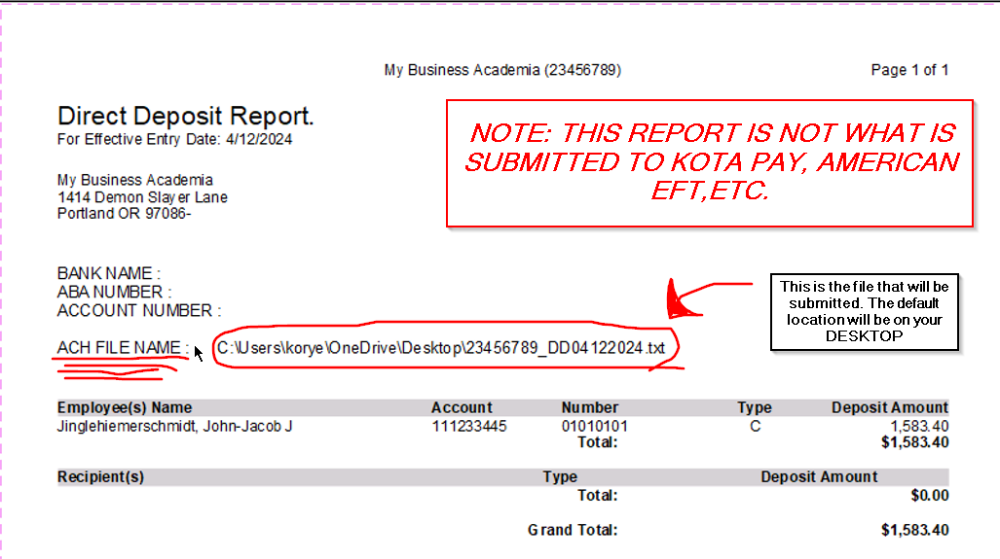 My Business Academia (23456789)
Page 1 of 1
Direct Deposit Report.
For Effective Entry Date: 4/12/2024
NOTE: THIS REPORT IS NOT WHAT IS
SUBMITTED TO KOTA PAY, AMERICAN
EFT,ETC.
My Business Academia
1414 Demon Slayer Lane
Portland OR 97086-
BANK NAME :
ABA NUMBER :
ACCOUNT NUMBER :
This is the file that will be
submitted. The default
location will be on your
DESKTOP
ACH FILE NAME : C:\Users\korye\OneDrive\Desktop\23456789_DD04122024.txt
Employee(s) Name Account Number Type Deposit Amount
Jinglehiemerschmidt, John-Jacob J 111233445 01010101 C 1,583.40
Total: $1,583.40
Recipient(s) Type Deposit Amount
Total: $0.00
Grand Total: $1,583.40